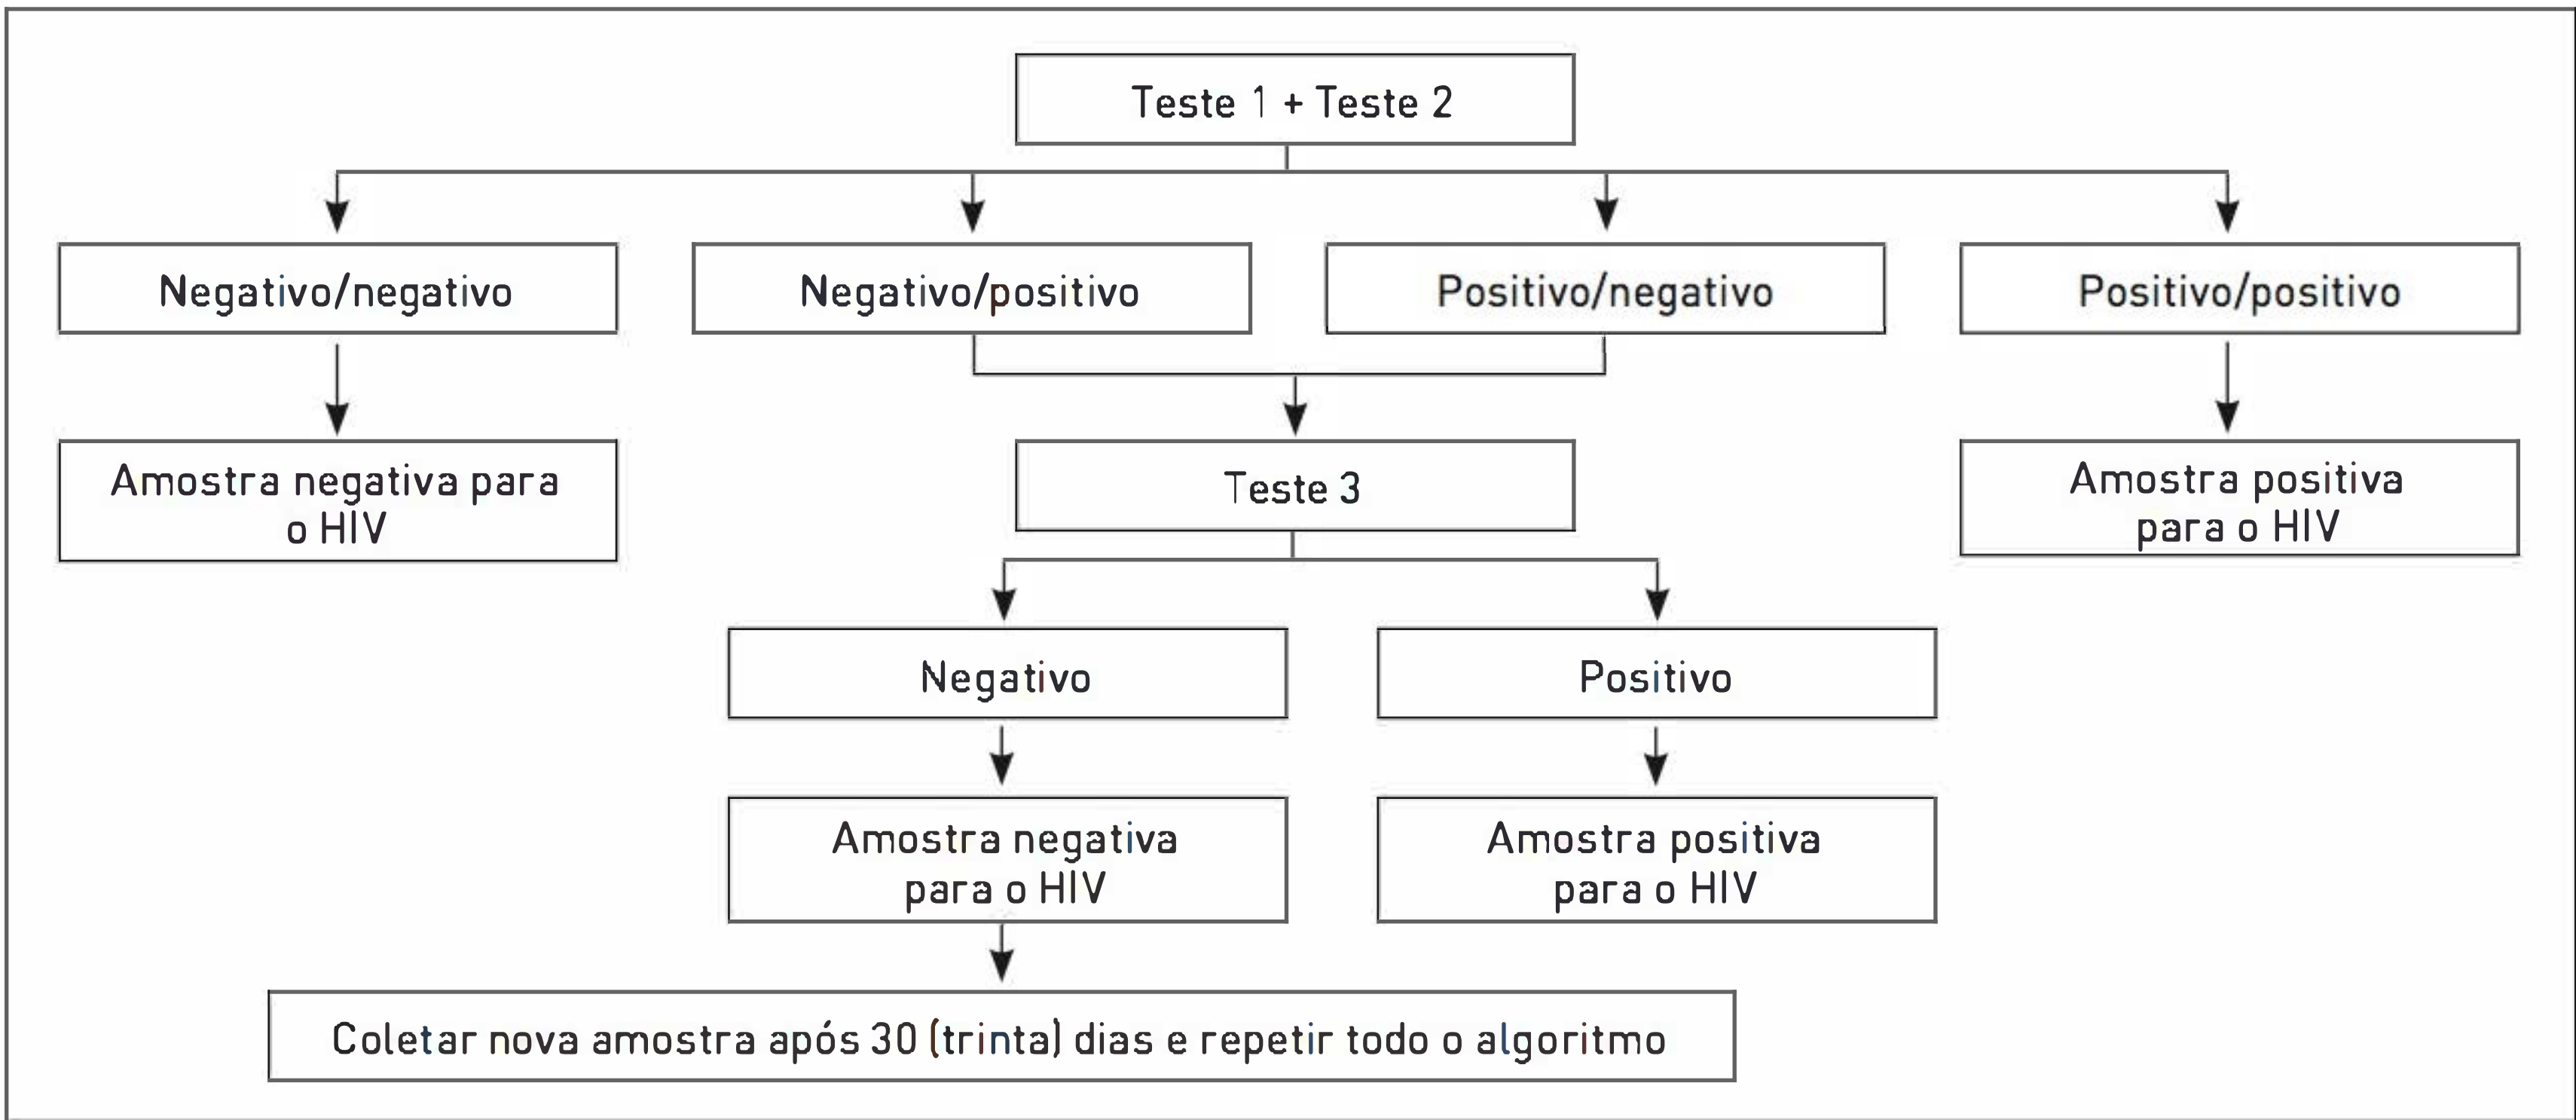 Teste 1 + Teste 2
Negativo/negativo
Negativo/positivo
Positivo/negativo
Positivo/positivo
Amostra negativa para
o HIV
Teste 3
Amostra positiva
para o HIV
Negativo
Positivo
Amostra negativa
para o HIV
Amostra positiva
para o HIV
Coletar nova amostra após 30 (trinta) dias e repetir todo o algoritmo